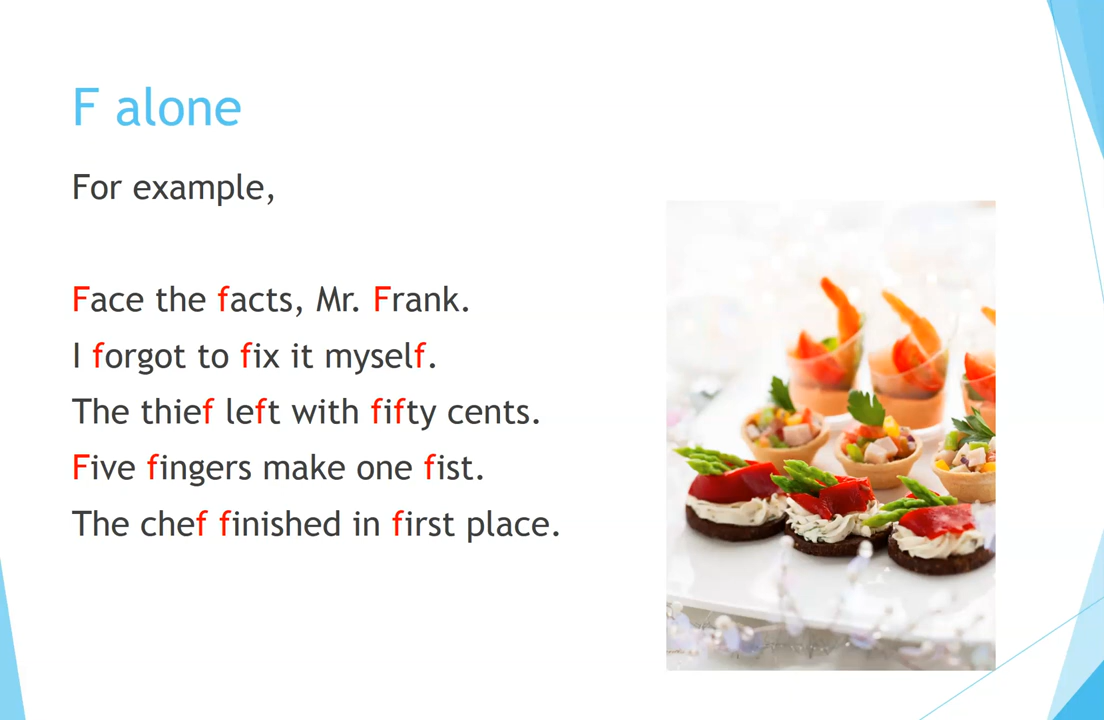 F alone
For example,
Face the facts, Mr. Frank.
I forgot to fix it myself.
The thief left with fifty cents.
Five fingers make one fist.
The chef finished in first place.